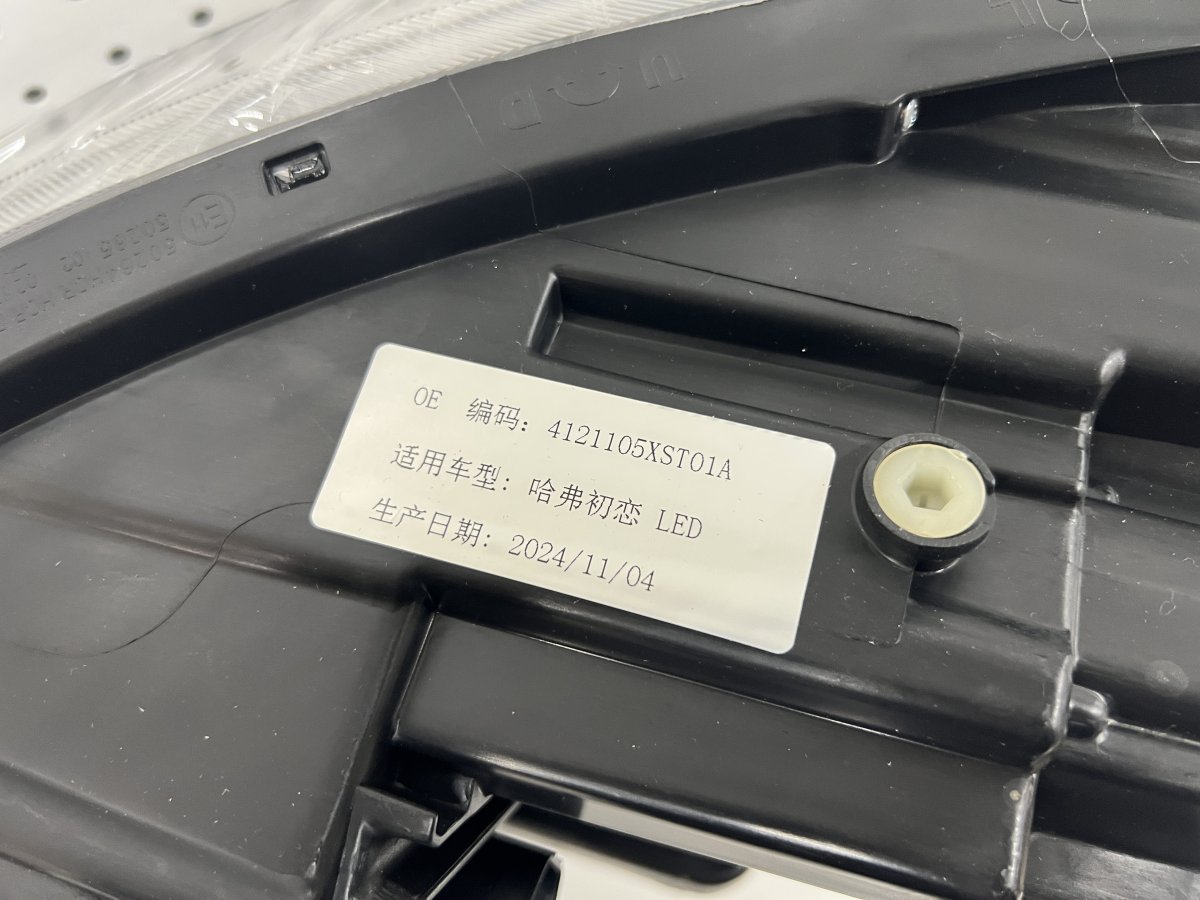 OE 编码: 4121105XST01A
适用车型: 哈弗初恋 LED
生产日期: 2024/11/04
E11